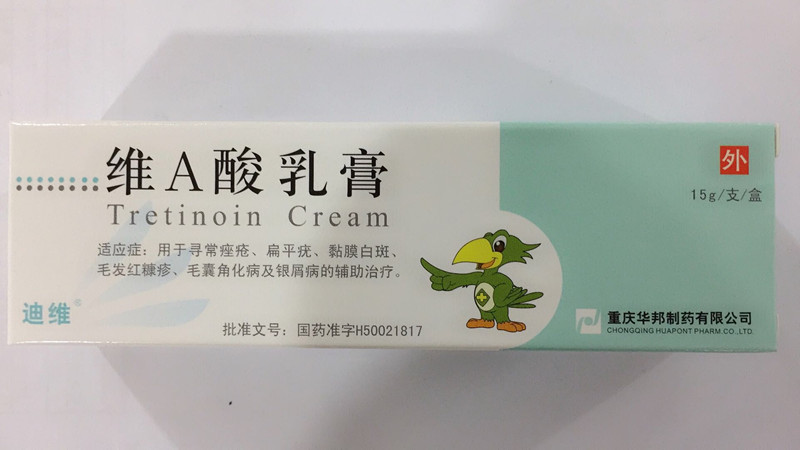 维A酸乳膏
Tretinoin Cream
适应症：用于寻常痤疮、扁平疣、黏膜白斑、
毛发红糠疹、毛囊角化病及银屑病的辅助治疗。
迪维®
批准文号：国药准字H50021817
外
15g/支/盒
重庆华邦制药有限公司
CHONGQING HUAPONT PHARM CO.,LTD.